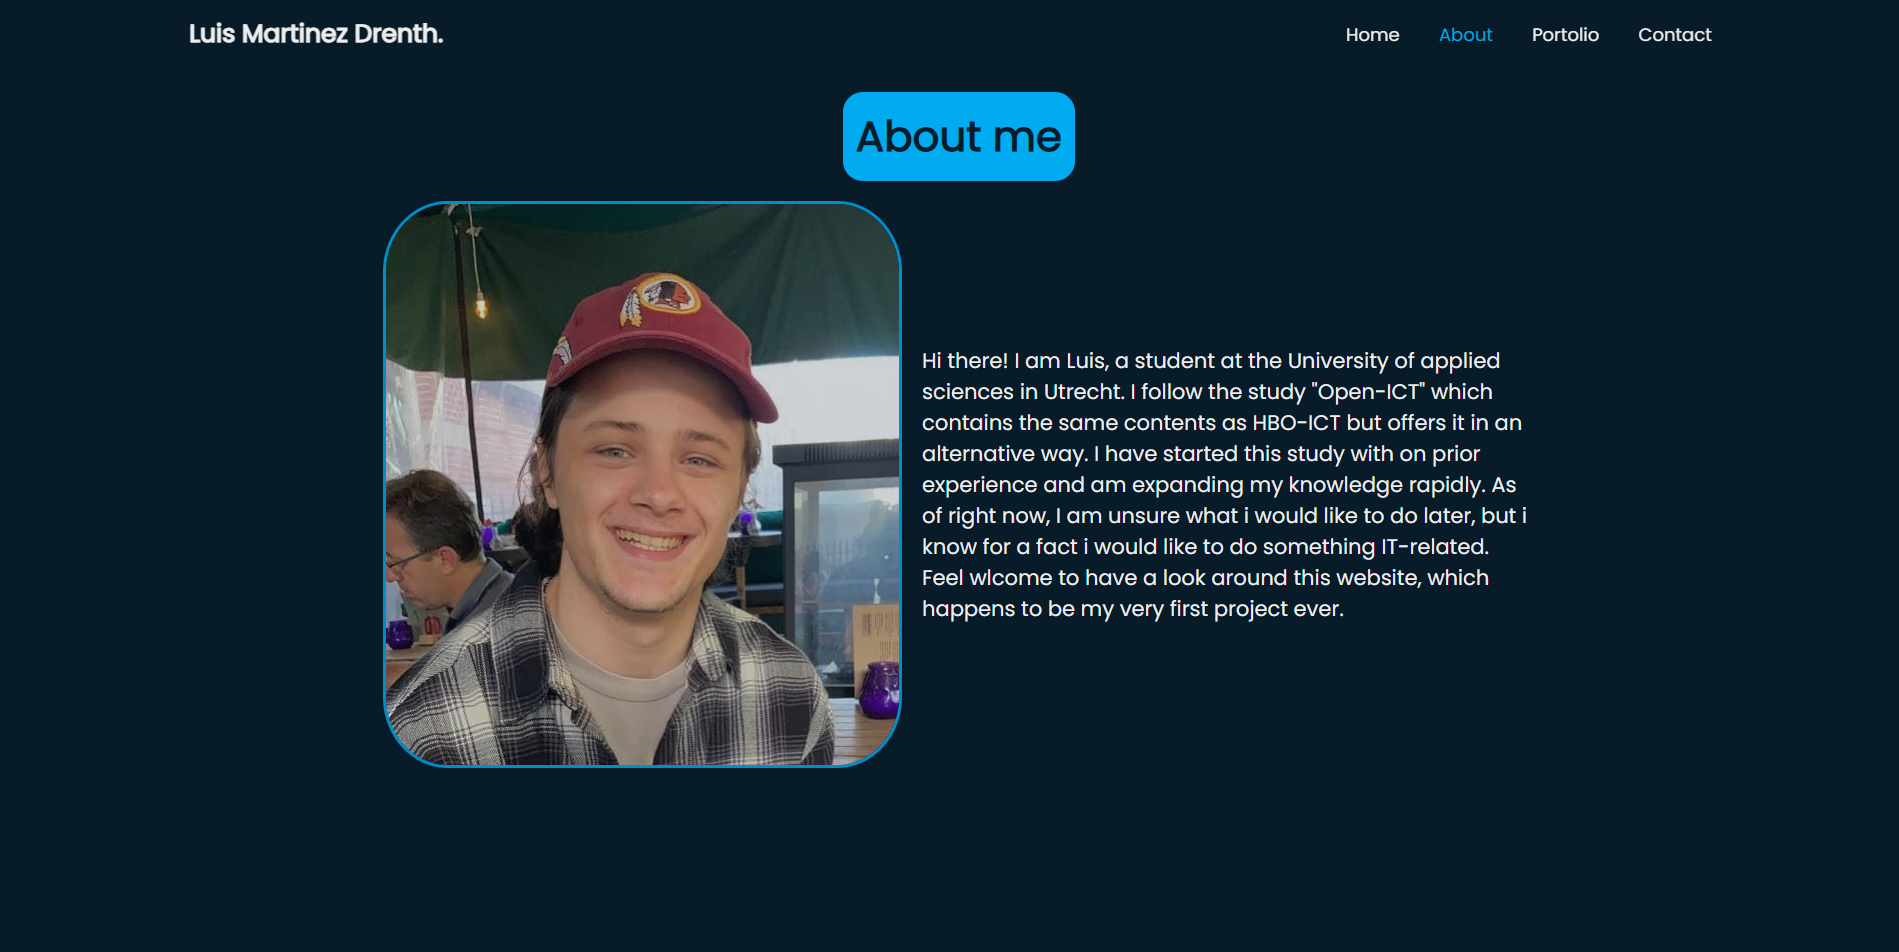 Luis Martinez Drenth.
Home About Portolio Contact
About me
Hi there! I am Luis, a student at the University of applied
sciences in Utrecht. I follow the study "Open-ICT" which
contains the same contents as HBO-ICT but offers it in an
alternative way. I have started this study with on prior
experience and am expanding my knowledge rapidly. As
of right now, I am unsure what i would like to do later, but i
know for a fact i would like to do something IT-related.
Feel wlcome to have a look around this website, which
happens to be my very first project ever.